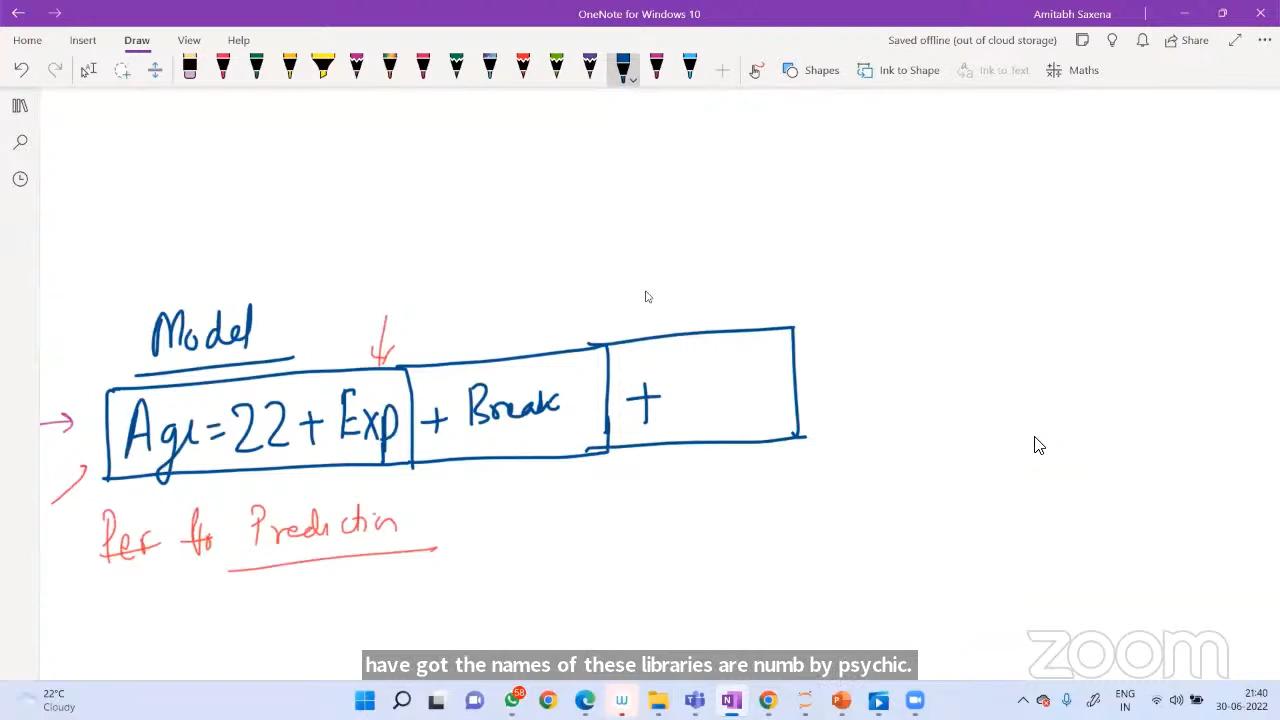 OneNote for Windows 10
Amitabh Saxena
Home Insert Draw View Help
Saved offline (out of cloud storage)
Share
Shapes
Ink to Shape
Ink to Text
Maths
Model
Age = 22 + Exp + Break +
Prediction
have got the names of these libraries are numb by psychic.
zoom
22°C
Cloudy
58
ENG
IN
21:40
30-06-2022